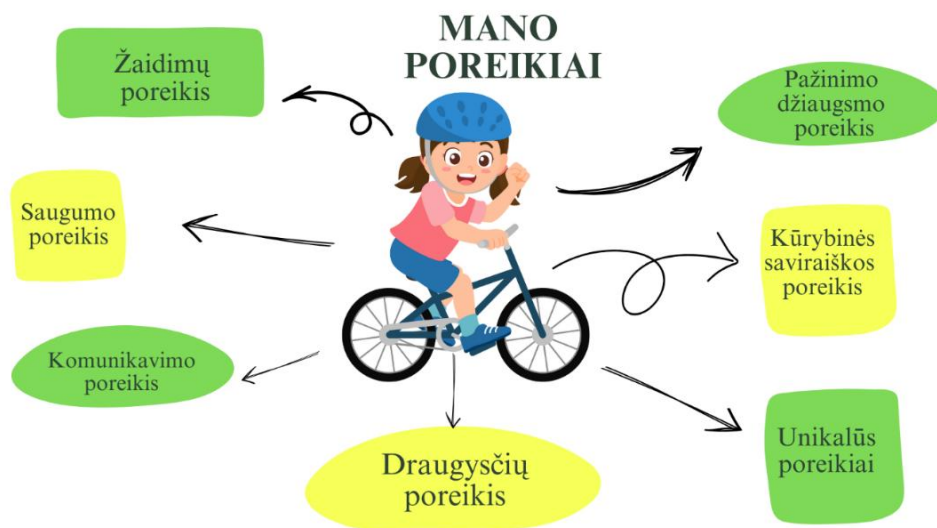 MANO
POREIKIAI
Žaidimų
poreikis
Pažinimo
džiaugsmo
poreikis
Saugumo
poreikis
Kūrybinės
saviraiškos
poreikis
Komunikavimo
poreikis
Draugysčių
poreikis
Unikalūs
poreikiai